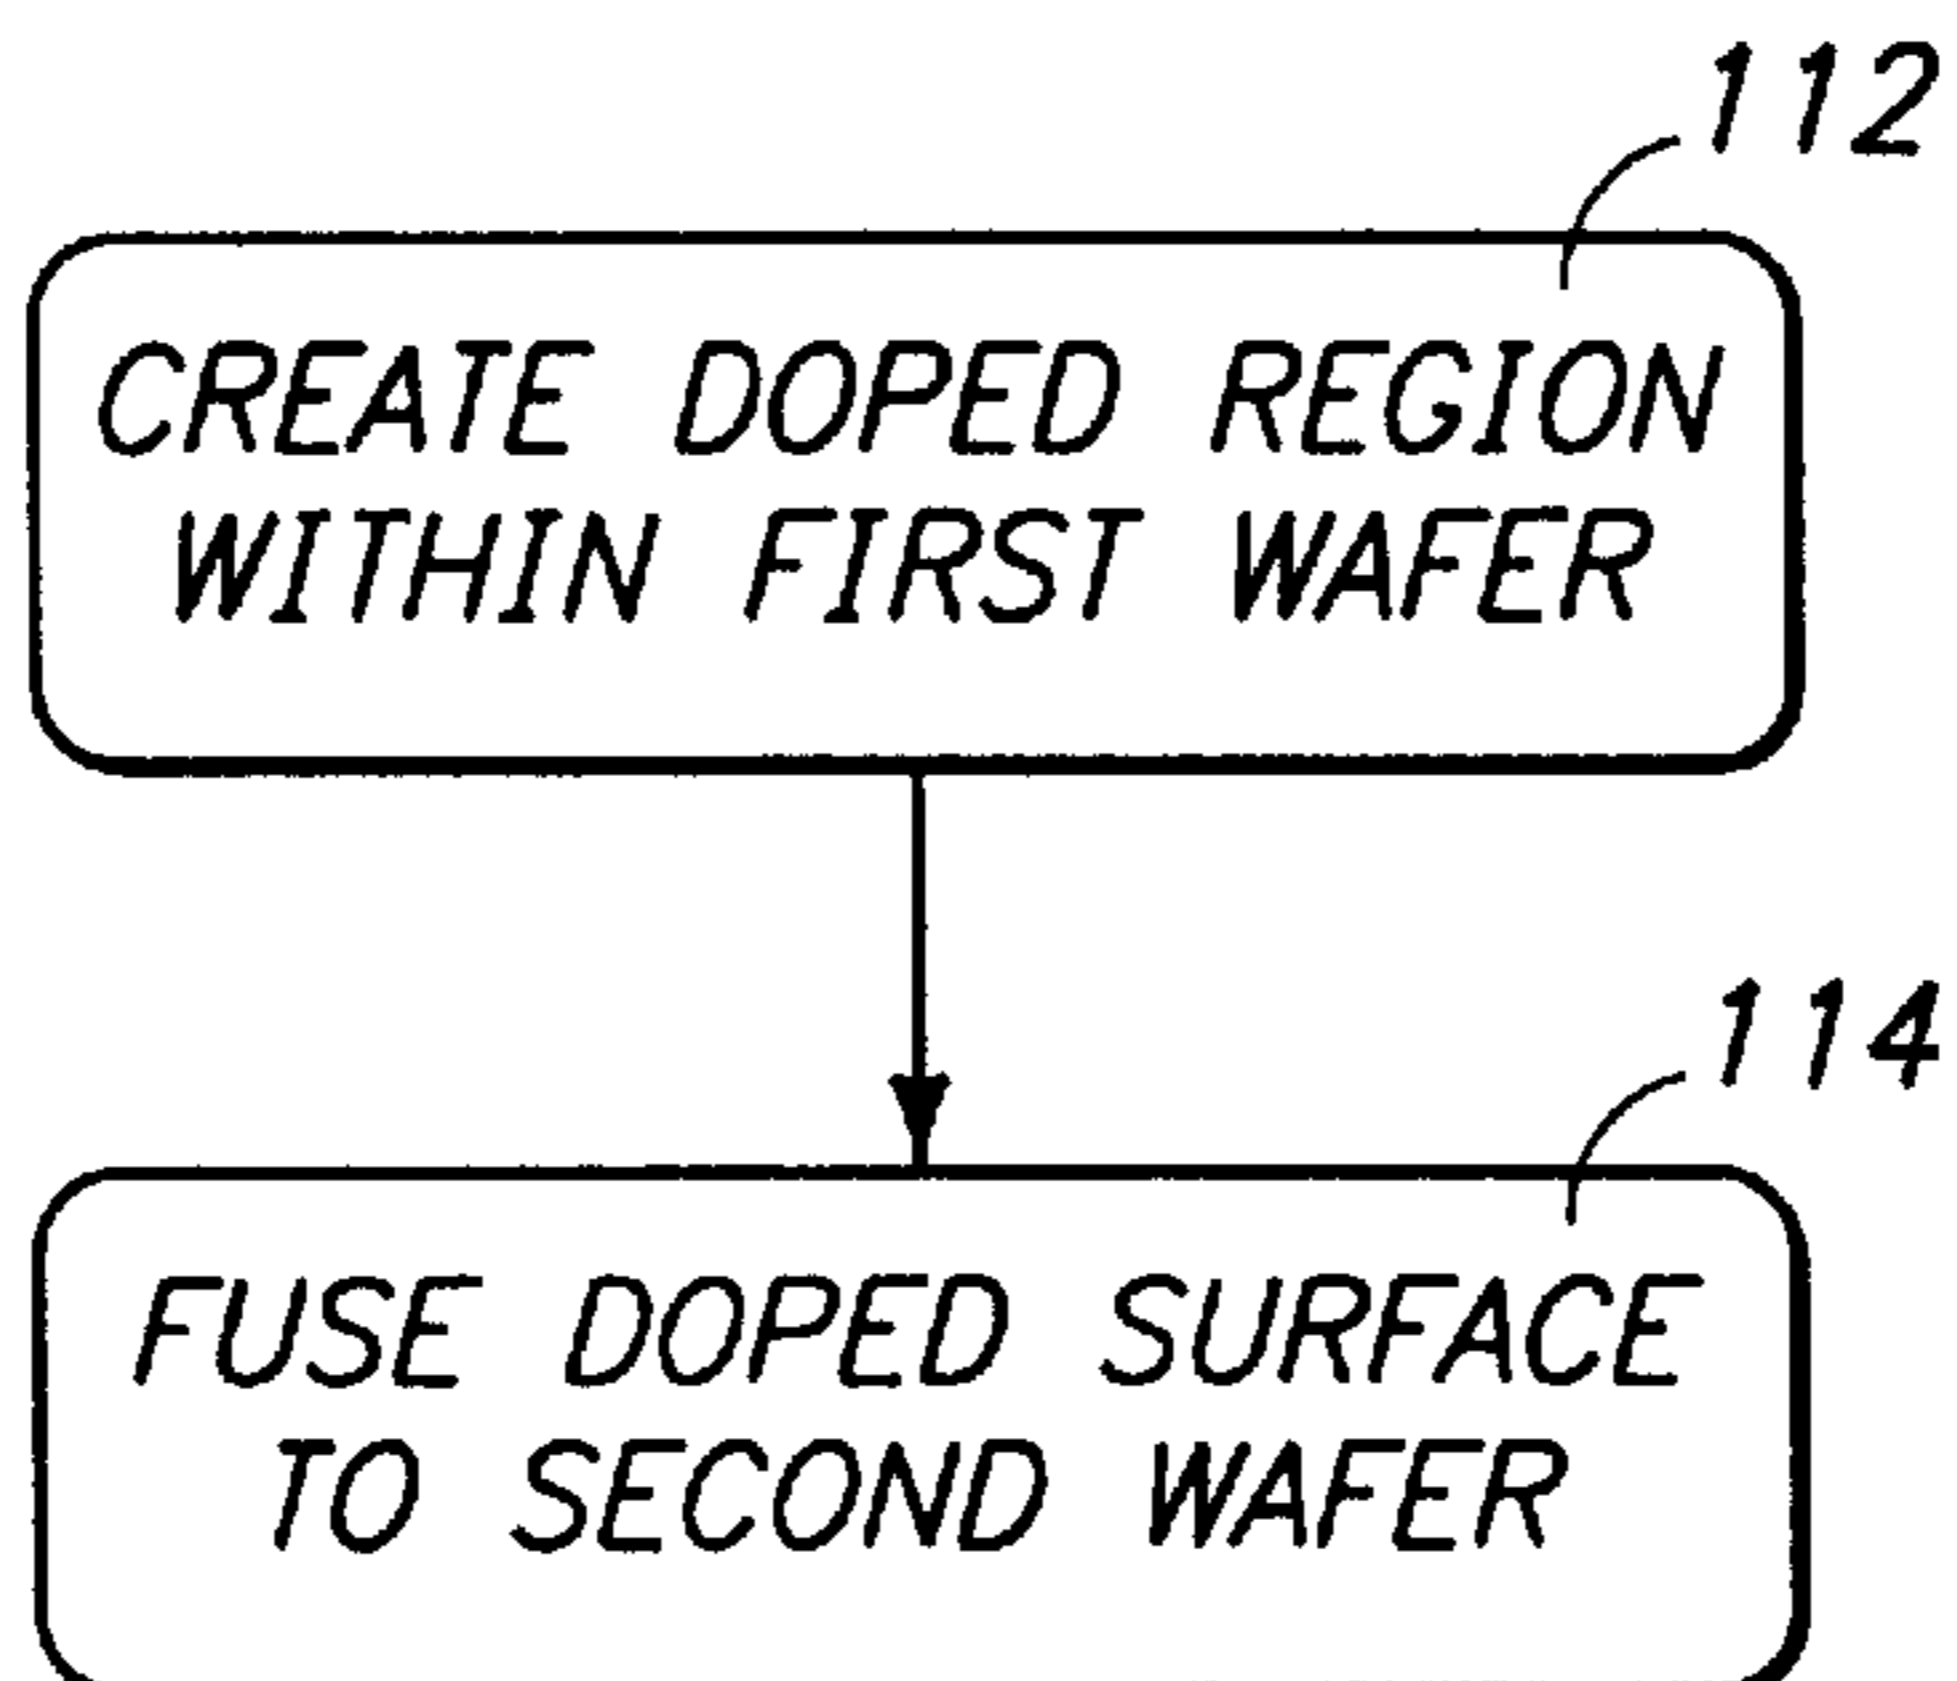 112
CREATE DOPED REGION
WITHIN FIRST WAFER
114
FUSE DOPED SURFACE
TO SECOND WAFER